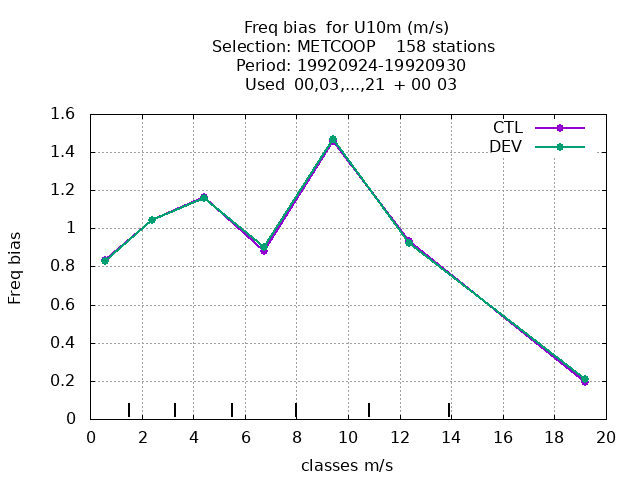 Freq bias  for U10m (m/s)
Selection: METCOOP    158 stations
Period: 19920924-19920930
Used  00,03,...,21  + 00 03
CTL
DEV
1.6
1.4
1.2
1
0.8
0.6
0.4
0.2
0
Freq bias
0 2 4 6 8 10 12 14 16 18 20
classes m/s